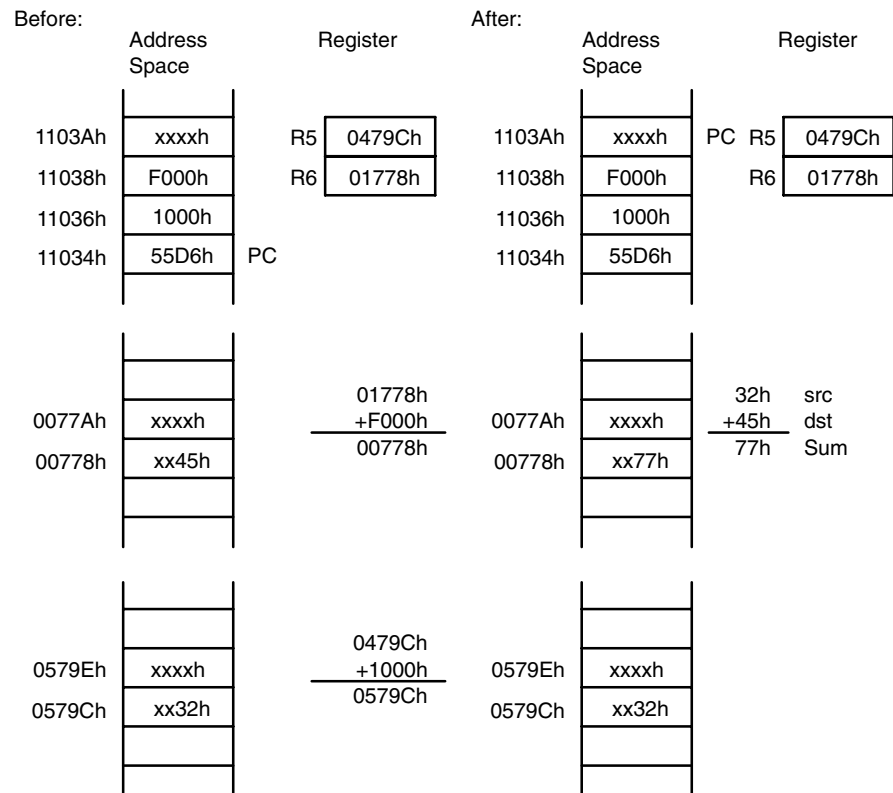 Before: After:
Address Register Address Register
Space Space
1103Ah xxxxh R5 0479Ch 1103Ah xxxxh PC R5 0479Ch
11038h F000h R6 01778h 11038h F000h R6 01778h
11036h 1000h 11036h 1000h
11034h 55D6h PC 11034h 55D6h
01778h 32h src
0077Ah xxxxh +F000h 0077Ah xxxxh +45h dst
00778h xx45h 00778h 00778h xx77h 77h Sum
0479Ch
0579Eh xxxxh +1000h 0579Eh xxxxh
0579Ch xx32h 0579Ch 0579Ch xx32h